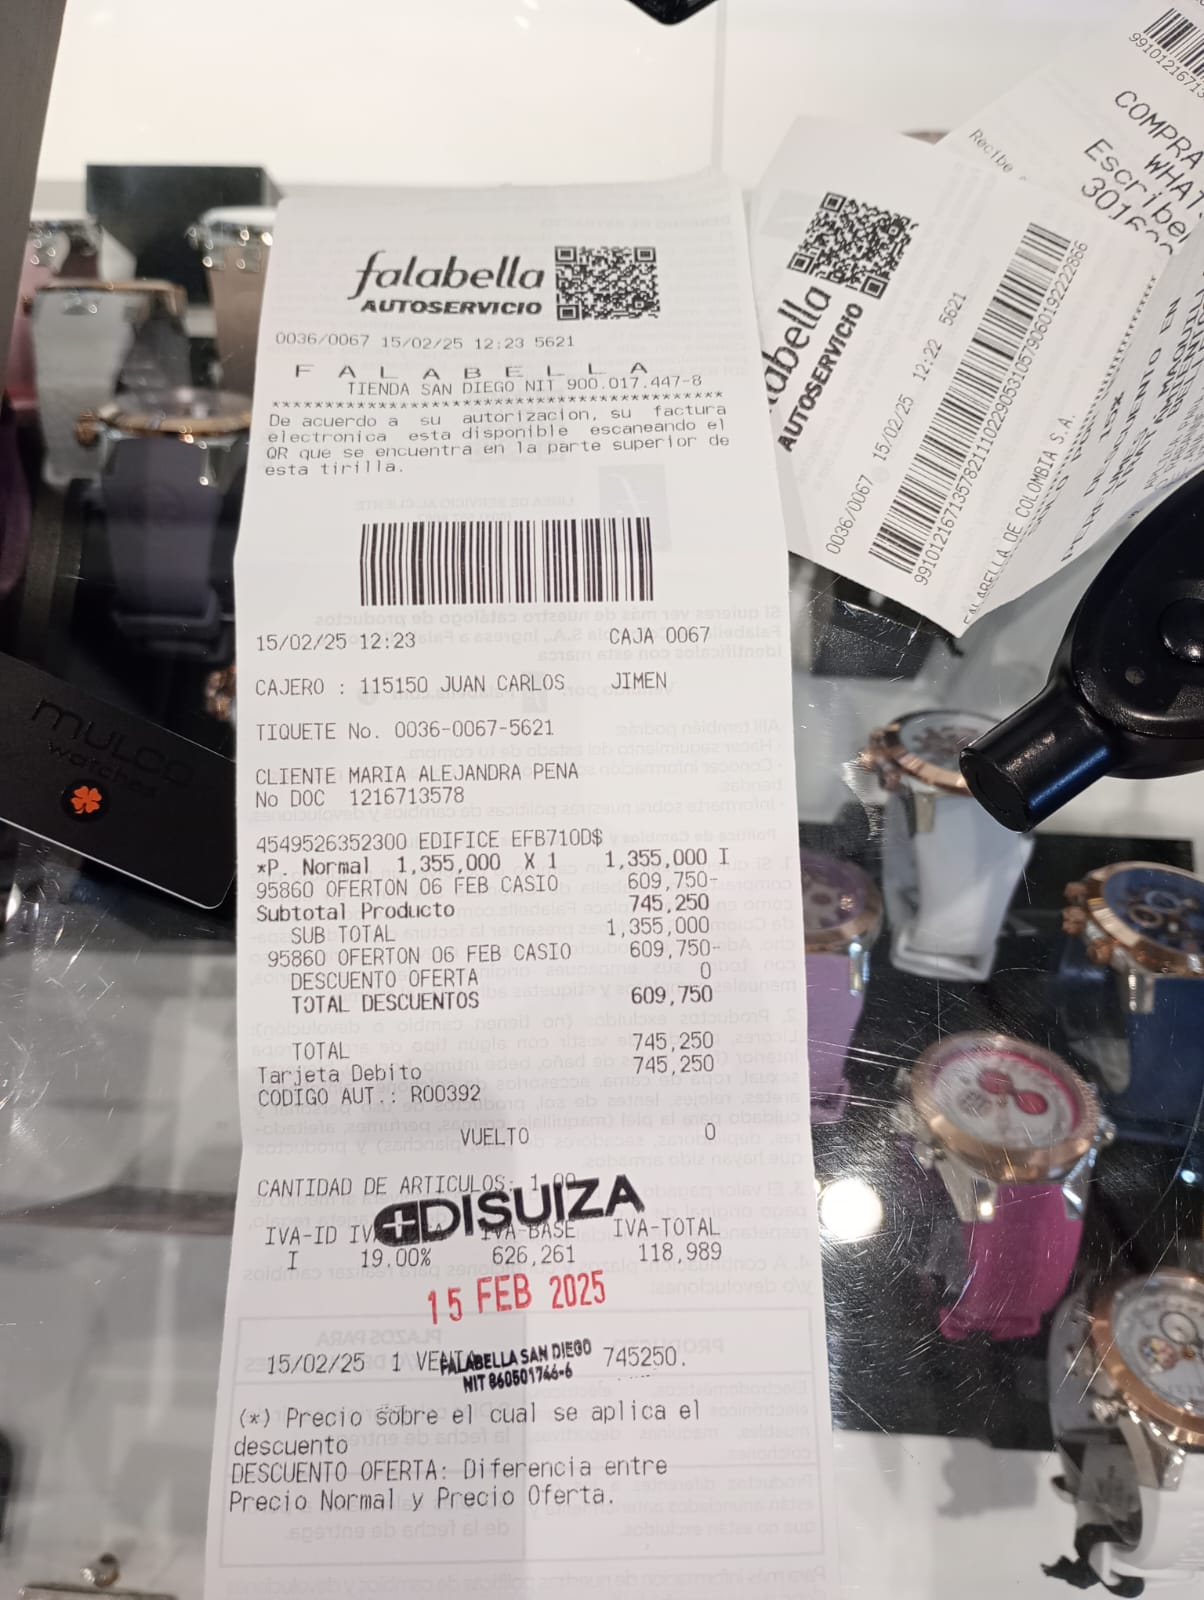 falabella
AUTOSERVICIO
0036/0067 15/02/25 12:23 5621
F A L A B E L L A
TIENDA SAN DIEGO NIT 900.017.447-8
******************************************
De acuerdo a su autorizacion, su factura
electronica esta disponible escaneando el
QR que se encuentra en la parte superior de
esta tirilla.
15/02/25 12:23 CAJA 0067
CAJERO : 115150 JUAN CARLOS JIMEN
TIQUETE No. 0036-0067-5621
CLIENTE MARIA ALEJANDRA PENA
No DOC 1216713578
4549526352300 EDIFICE EFB710D$
*P. Normal 1,355,000 X 1 1,355,000 I
95860 OFERTON 06 FEB CASIO 609,750-
Subtotal Producto 745,250
SUB TOTAL 1,355,000
95860 OFERTON 06 FEB CASIO 609,750-
DESCUENTO OFERTA 0
TOTAL DESCUENTOS 609,750
TOTAL 745,250
Tarjeta Debito 745,250
CODIGO AUT.: R00392
VUELTO 0
CANTIDAD DE ARTICULOS: 1.00
DISUIZA
IVA-ID IVA-BASE IVA-TOTAL
I 19.00% 626,261 118,989
15 FEB 2025
15/02/25 1 VENTA 745250.
FALABELLA SAN DIEGO
NIT 860501746-6
(*) Precio sobre el cual se aplica el
descuento
DESCUENTO OFERTA: Diferencia entre
Precio Normal y Precio Oferta.
abella
AUTOSERVICIO
0036/0067 15/02/25 12:22 5621
FALABELLA DE COLOMBIA S.A.
COMPRA
WHAT
Escribe
Recibe
mulco
watches